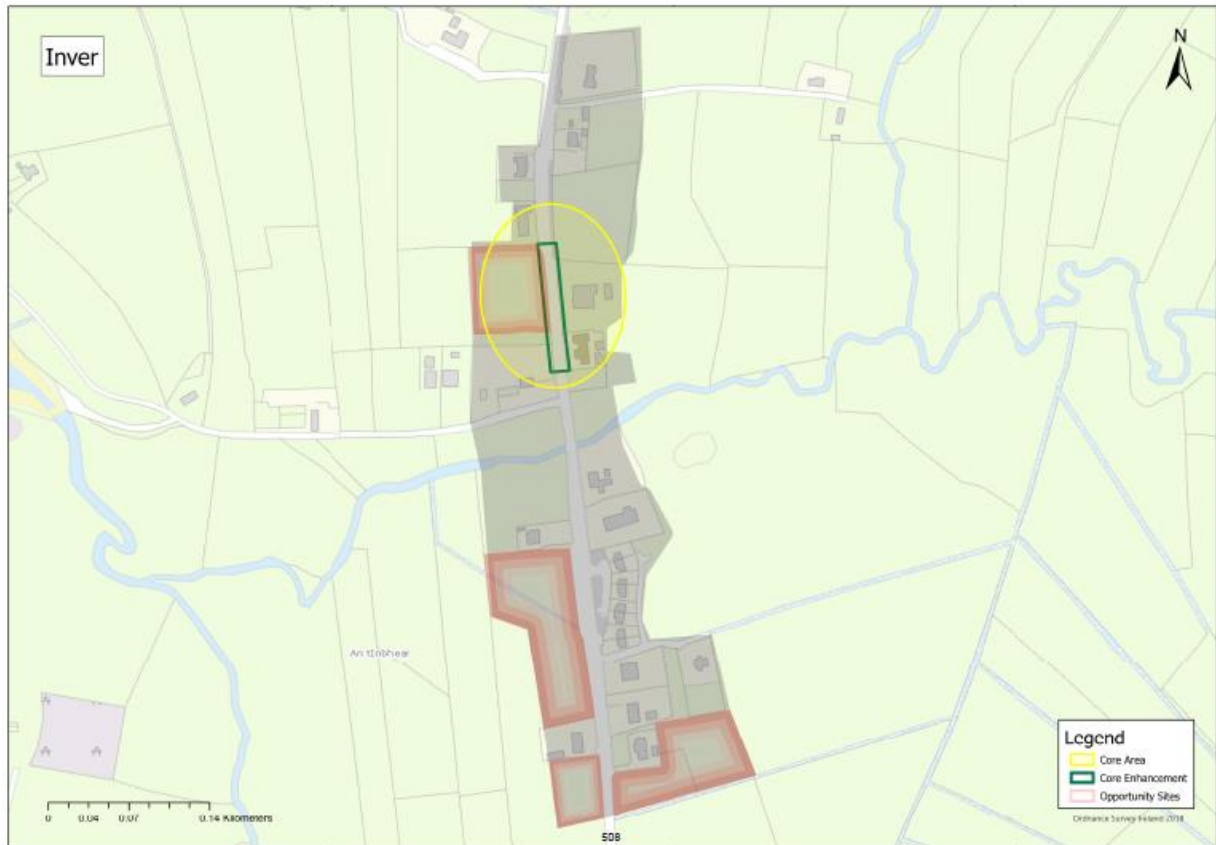 Inver
N
An tInbhear
Legend
Core Area
Core Enhancement
Opportunity Sites
Ordnance Survey Ireland 2018
0 0.04 0.07 0.14 Kilometers
508